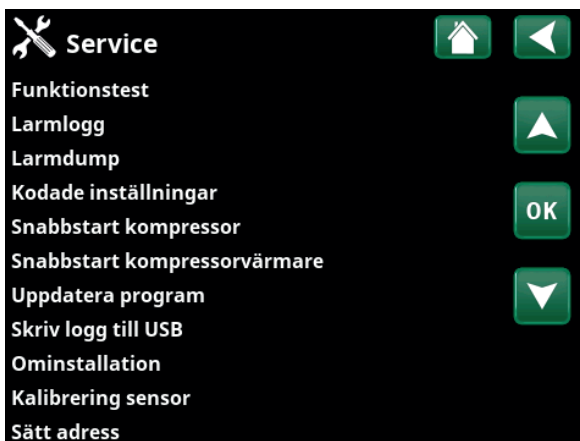 Service
Funktionstest
Larmlogg
Larmdump
Kodade inställningar
OK
Snabbstart kompressor
Snabbstart kompressorvärmare
Uppdatera program
Skriv logg till USB
Ominstallation
Kalibrering sensor
Sätt adress